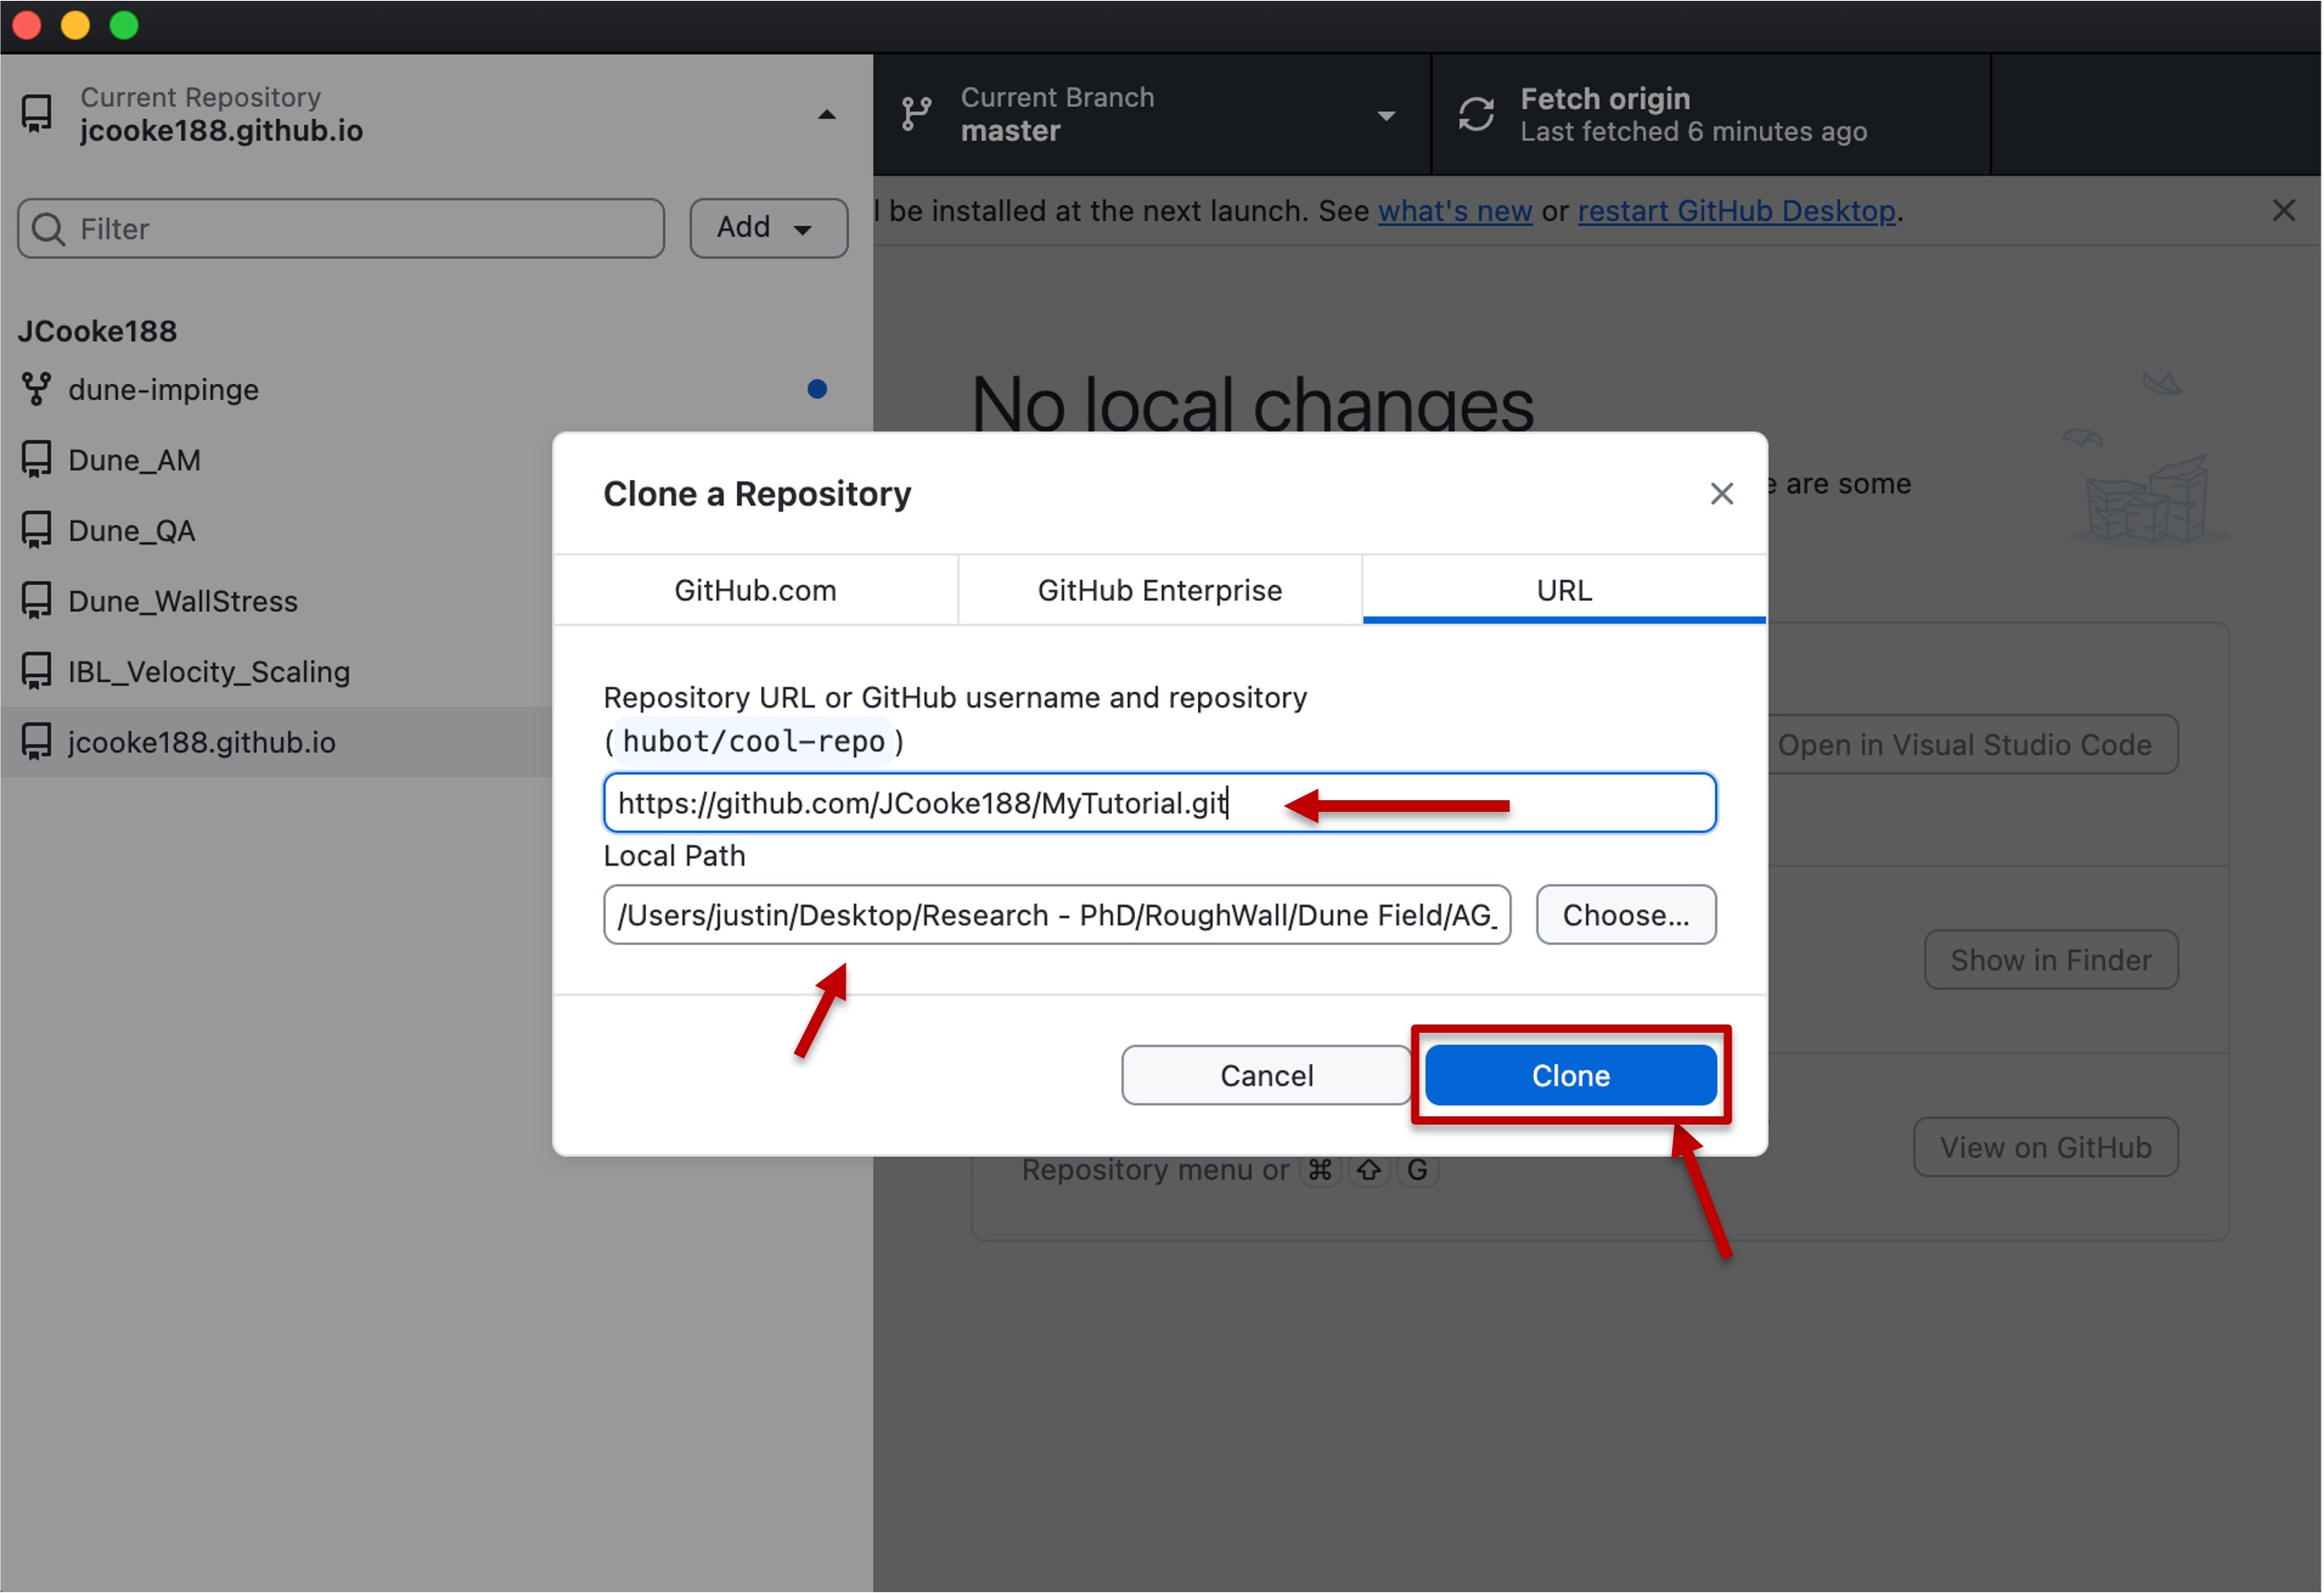 Current Repository
jcooke188.github.io
Current Branch
master
Fetch origin
Last fetched 6 minutes ago
Filter
Add
l be installed at the next launch. See what's new or restart GitHub Desktop.
JCooke188
dune-impinge
Dune_AM
Dune_QA
Dune_WallStress
IBL_Velocity_Scaling
jcooke188.github.io
No local changes
e are some
Clone a Repository
GitHub.com
GitHub Enterprise
URL
Repository URL or GitHub username and repository
(hubot/cool-repo)
https://github.com/JCooke188/MyTutorial.git
Local Path
/Users/justin/Desktop/Research - PhD/RoughWall/Dune Field/AG_
Choose...
Cancel
Clone
Open in Visual Studio Code
Show in Finder
View on GitHub
Repository menu or ⌘ ⇧ G